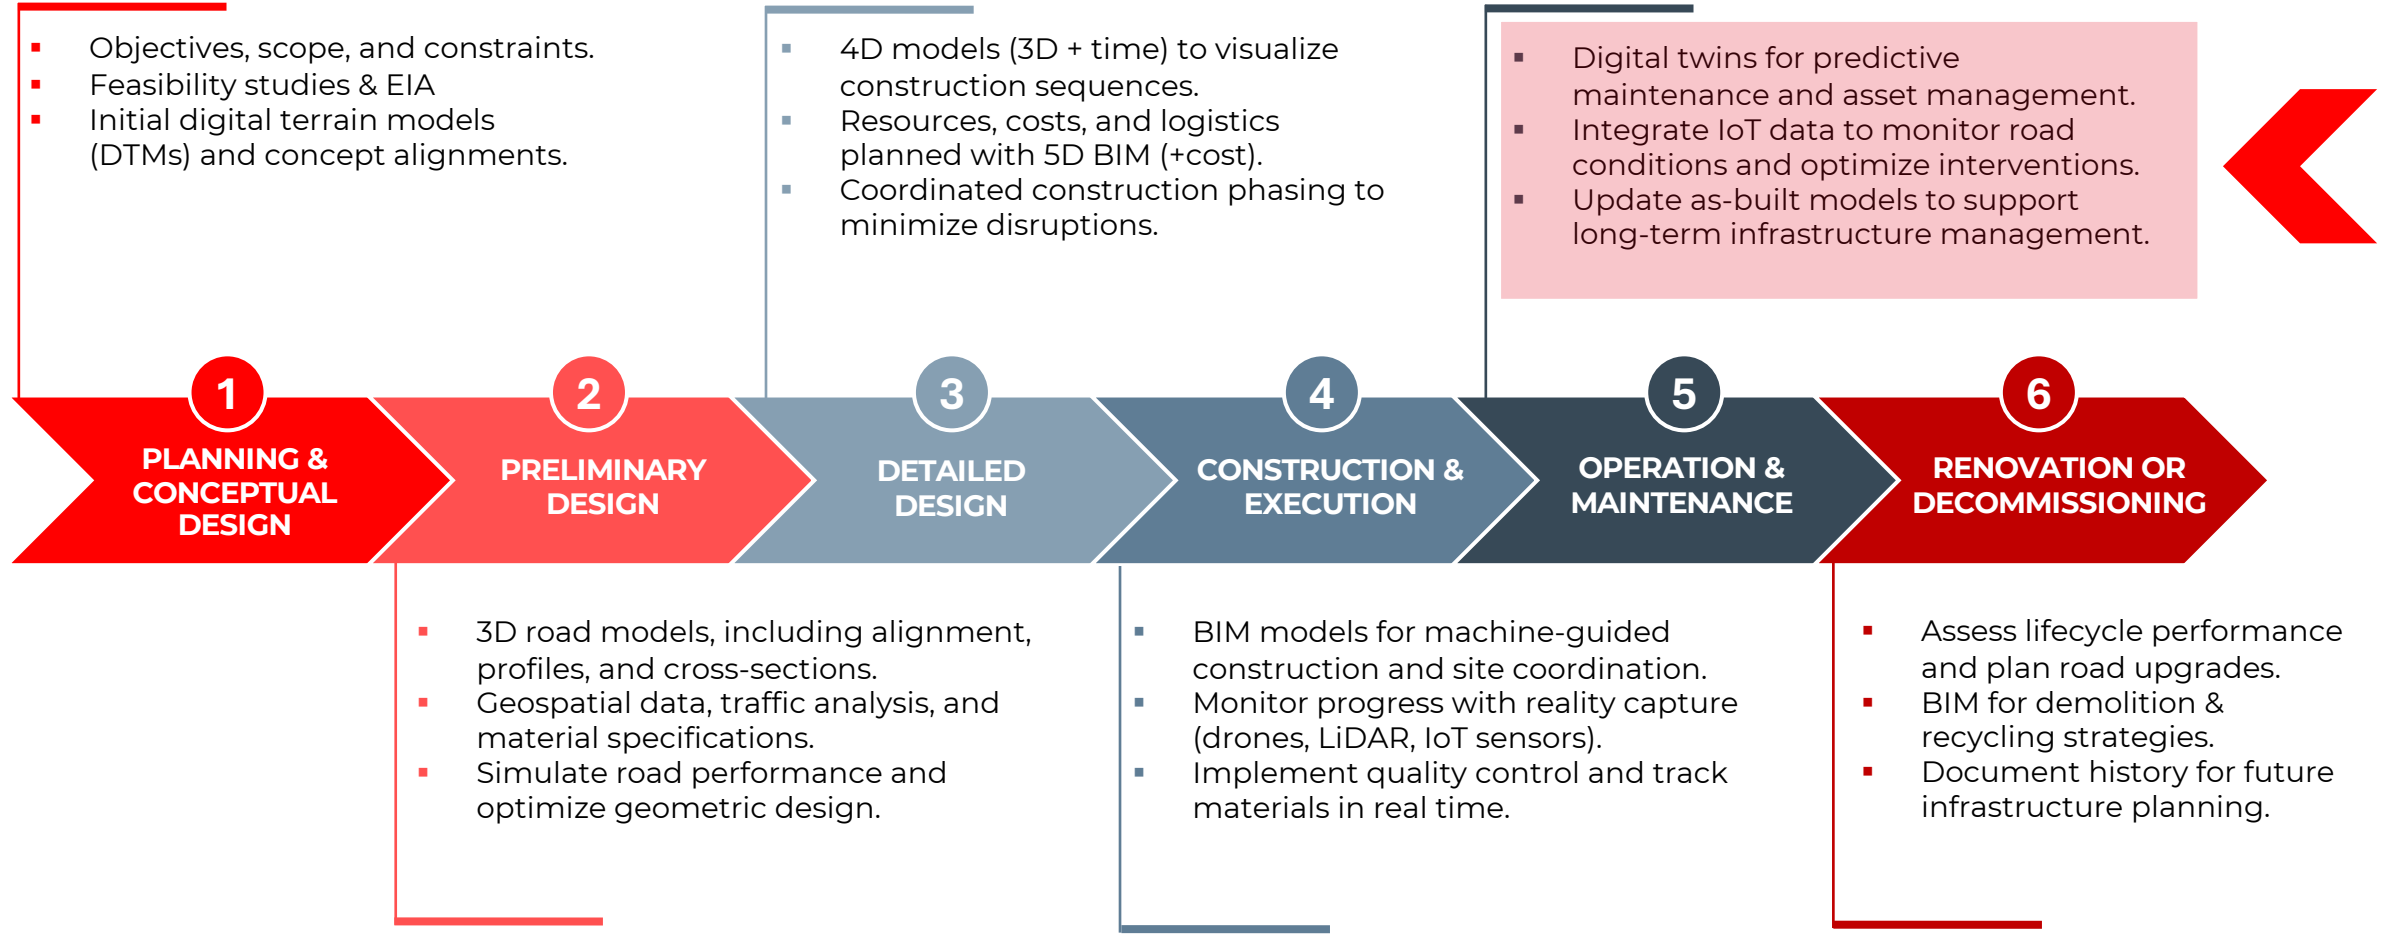 Objectives, scope, and constraints.
Feasibility studies & EIA
Initial digital terrain models
(DTMs) and concept alignments.
4D models (3D + time) to visualize
construction sequences.
Resources, costs, and logistics
planned with 5D BIM (+cost).
Coordinated construction phasing to
minimize disruptions.
Digital twins for predictive
maintenance and asset management.
Integrate IoT data to monitor road
conditions and optimize interventions.
Update as-built models to support
long-term infrastructure management.
1
PLANNING &
CONCEPTUAL
DESIGN
2
PRELIMINARY
DESIGN
3
DETAILED
DESIGN
4
CONSTRUCTION &
EXECUTION
5
OPERATION &
MAINTENANCE
6
RENOVATION OR
DECOMMISSIONING
3D road models, including alignment,
profiles, and cross-sections.
Geospatial data, traffic analysis, and
material specifications.
Simulate road performance and
optimize geometric design.
BIM models for machine-guided
construction and site coordination.
Monitor progress with reality capture
(drones, LiDAR, IoT sensors).
Implement quality control and track
materials in real time.
Assess lifecycle performance
and plan road upgrades.
BIM for demolition &
recycling strategies.
Document history for future
infrastructure planning.